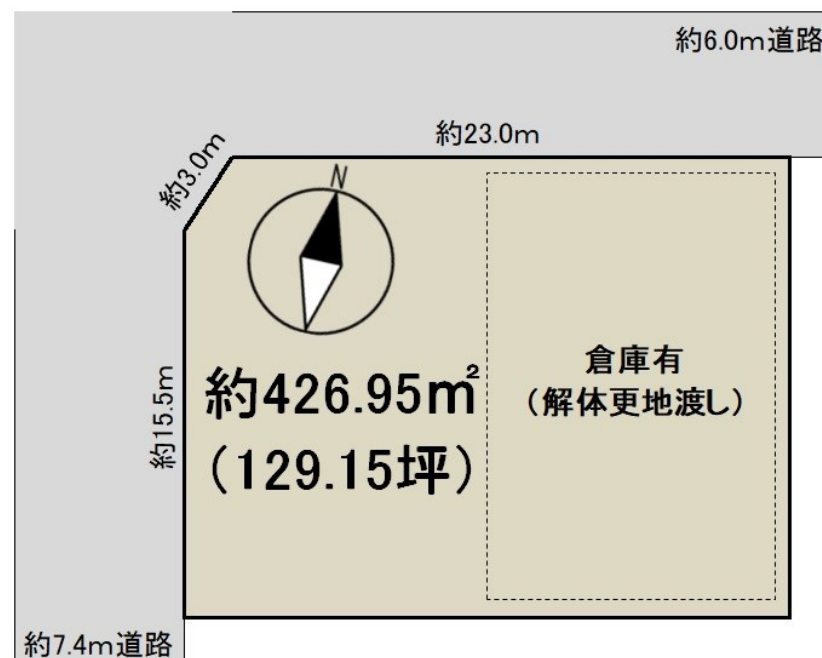 約6.0m道路
約23.0m
約3.0m
N
約15.5m
約426.95㎡
（129.15坪）
倉庫有
（解体更地渡し）
約7.4m道路